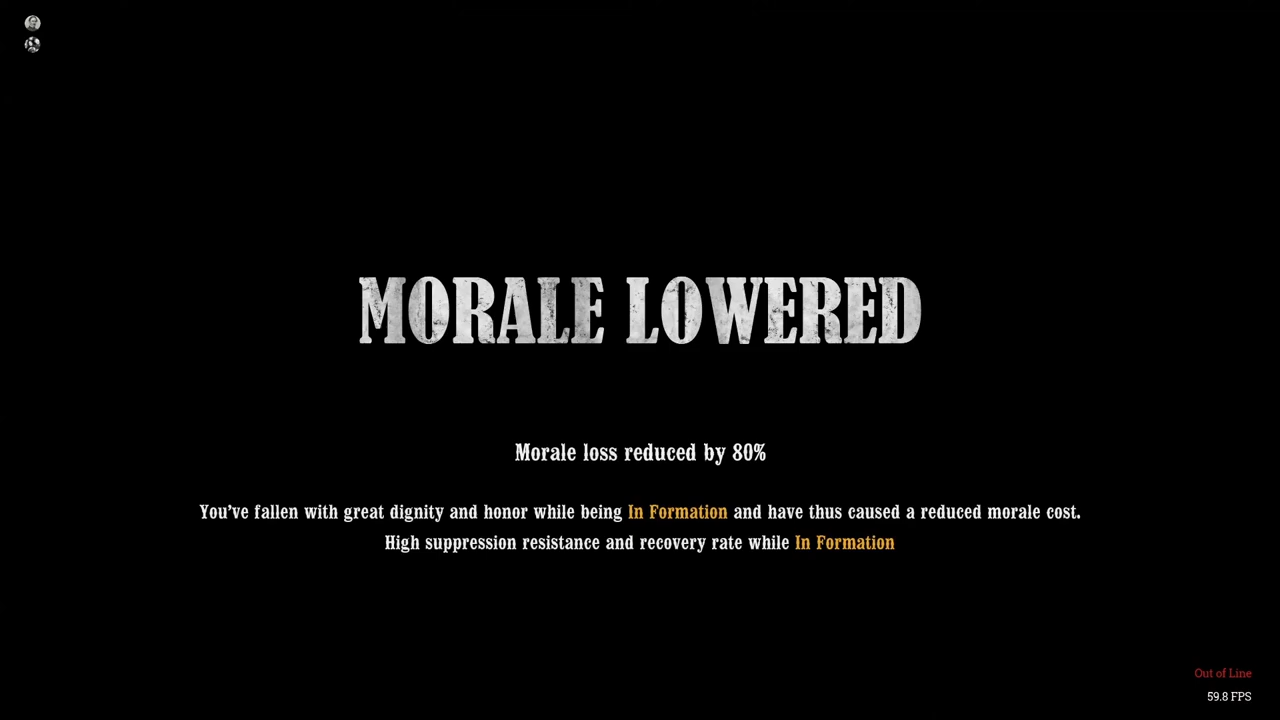 MORALE LOWERED
Morale loss reduced by 80%
You've fallen with great dignity and honor while being In Formation and have thus caused a reduced morale cost.
High suppression resistance and recovery rate while In Formation
Out of Line
59.8 FPS